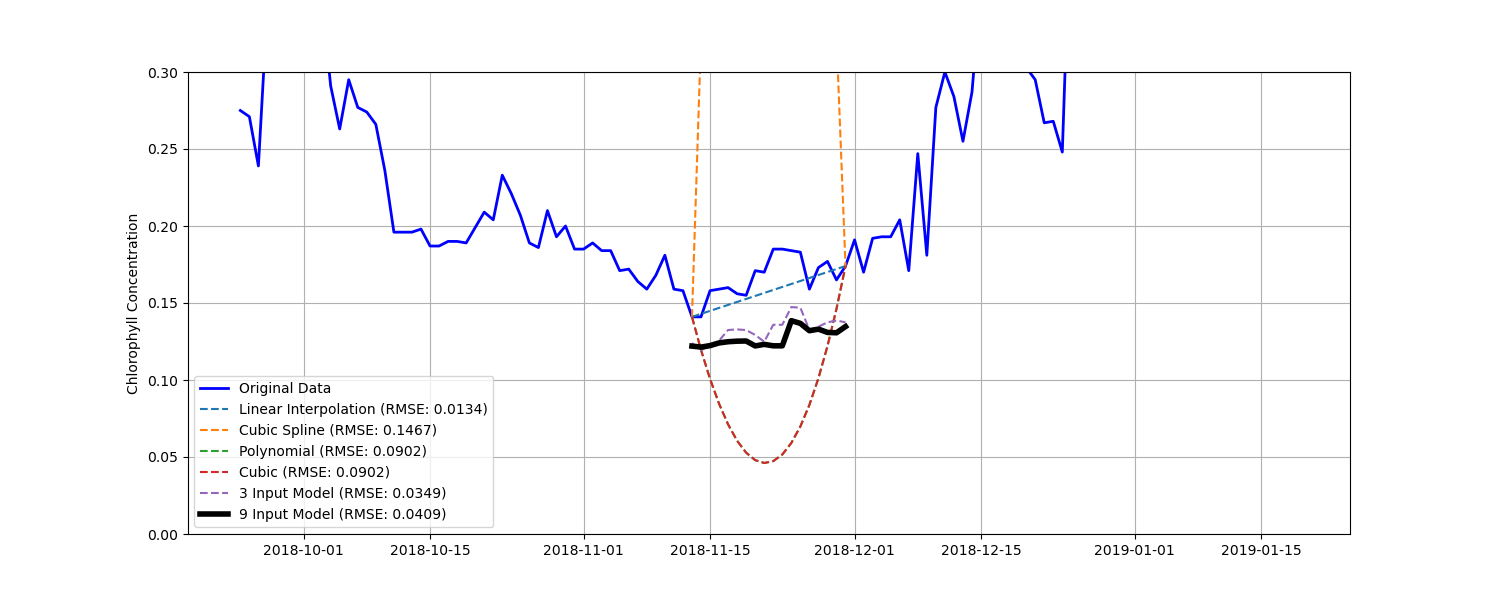 0.30
0.25
0.20
0.15
0.10
0.05
0.00
Chlorophyll Concentration
Original Data
Linear Interpolation (RMSE: 0.0134)
Cubic Spline (RMSE: 0.1467)
Polynomial (RMSE: 0.0902)
Cubic (RMSE: 0.0902)
3 Input Model (RMSE: 0.0349)
9 Input Model (RMSE: 0.0409)
2018-10-01 2018-10-15 2018-11-01 2018-11-15 2018-12-01 2018-12-15 2019-01-01 2019-01-15